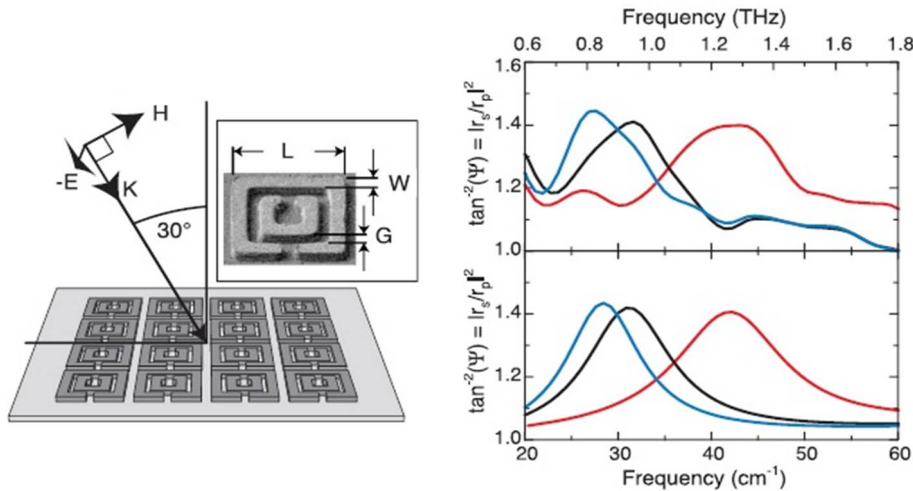 H
-E
K
30°
L
W
G
Frequency (THz)
0.6 0.8 1.0 1.2 1.4 1.6 1.8
tan⁻²(Ψ) = |rₛ/rₚ|²
1.6
1.4
1.2
1.0
tan⁻²(Ψ) = |rₛ/rₚ|²
1.4
1.2
1.0
20 30 40 50 60
Frequency (cm⁻¹)